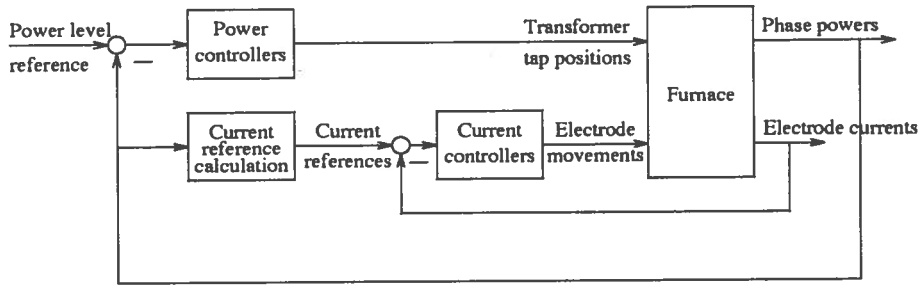 Power level
reference
Power
controllers
Transformer
tap positions
Furnace
Phase powers
Current
reference
calculation
Current
references
Current
controllers
Electrode
movements
Electrode currents